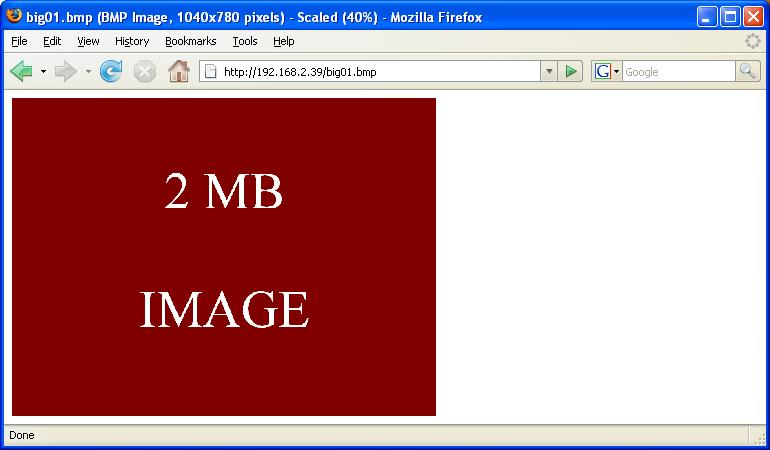 big01.bmp (BMP Image, 1040x780 pixels) - Scaled (40%) - Mozilla Firefox
File Edit View History Bookmarks Tools Help
http://192.168.2.39/big01.bmp G Google
2 MB
IMAGE
Done